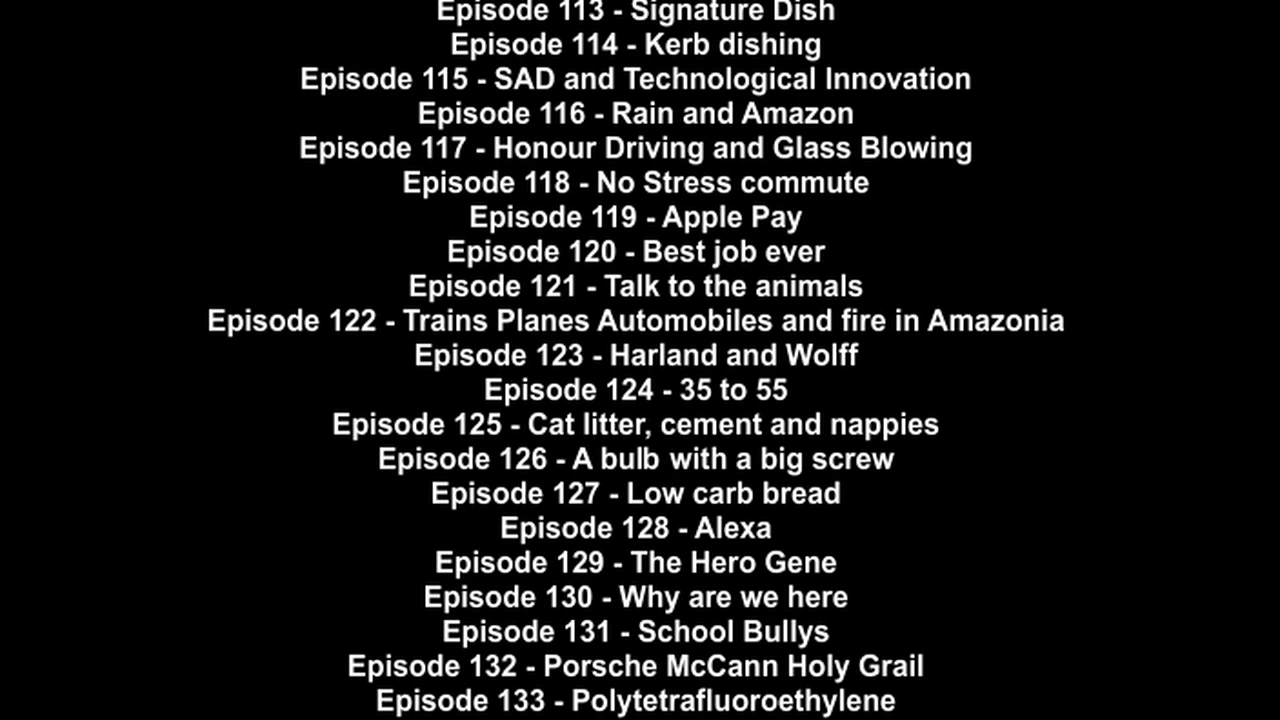 Episode 113 - Signature Dish
Episode 114 - Kerb dishing
Episode 115 - SAD and Technological Innovation
Episode 116 - Rain and Amazon
Episode 117 - Honour Driving and Glass Blowing
Episode 118 - No Stress commute
Episode 119 - Apple Pay
Episode 120 - Best job ever
Episode 121 - Talk to the animals
Episode 122 - Trains Planes Automobiles and fire in Amazonia
Episode 123 - Harland and Wolff
Episode 124 - 35 to 55
Episode 125 - Cat litter, cement and nappies
Episode 126 - A bulb with a big screw
Episode 127 - Low carb bread
Episode 128 - Alexa
Episode 129 - The Hero Gene
Episode 130 - Why are we here
Episode 131 - School Bullys
Episode 132 - Porsche McCann Holy Grail
Episode 133 - Polytetrafluoroethylene